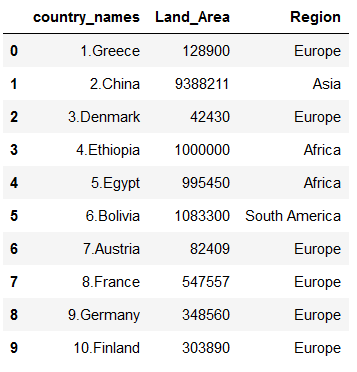 country_names Land_Area Region
0 1.Greece 128900 Europe
1 2.China 9388211 Asia
2 3.Denmark 42430 Europe
3 4.Ethiopia 1000000 Africa
4 5.Egypt 995450 Africa
5 6.Bolivia 1083300 South America
6 7.Austria 82409 Europe
7 8.France 547557 Europe
8 9.Germany 348560 Europe
9 10.Finland 303890 Europe